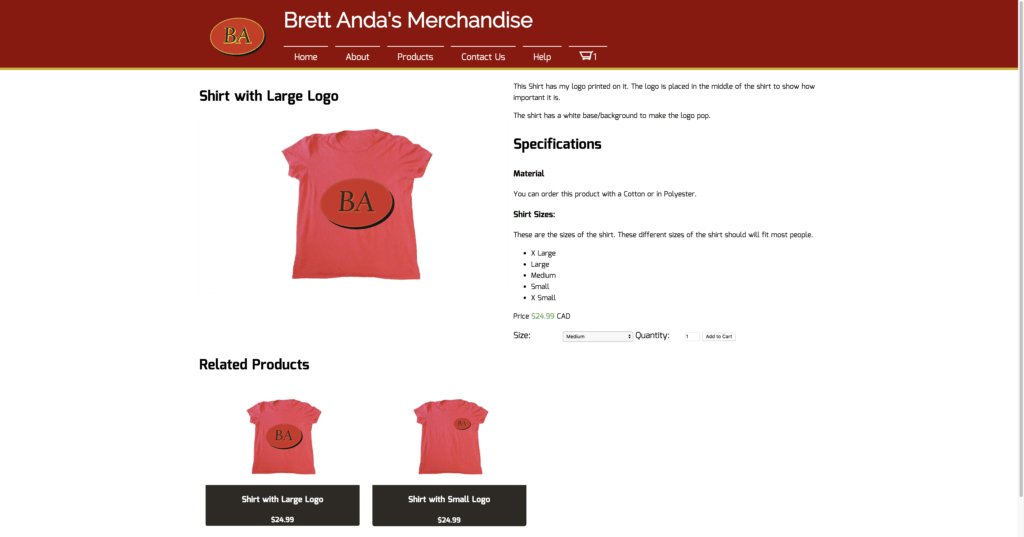 BA
Brett Anda's Merchandise
Home About Products Contact Us Help 1
Shirt with Large Logo
BA
This Shirt has my logo printed on it. The logo is placed in the middle of the shirt to show how
important it is.
The shirt has a white base/background to make the logo pop.
Specifications
Material
You can order this product with a Cotton or in Polyester.
Shirt Sizes:
These are the sizes of the shirt. These different sizes of the shirt should will fit most people.
X Large
Large
Medium
Small
X Small
Price $24.99 CAD
Size: Medium Quantity: 1 Add to Cart
Related Products
BA
BA
Shirt with Large Logo
$24.99
Shirt with Small Logo
$24.99